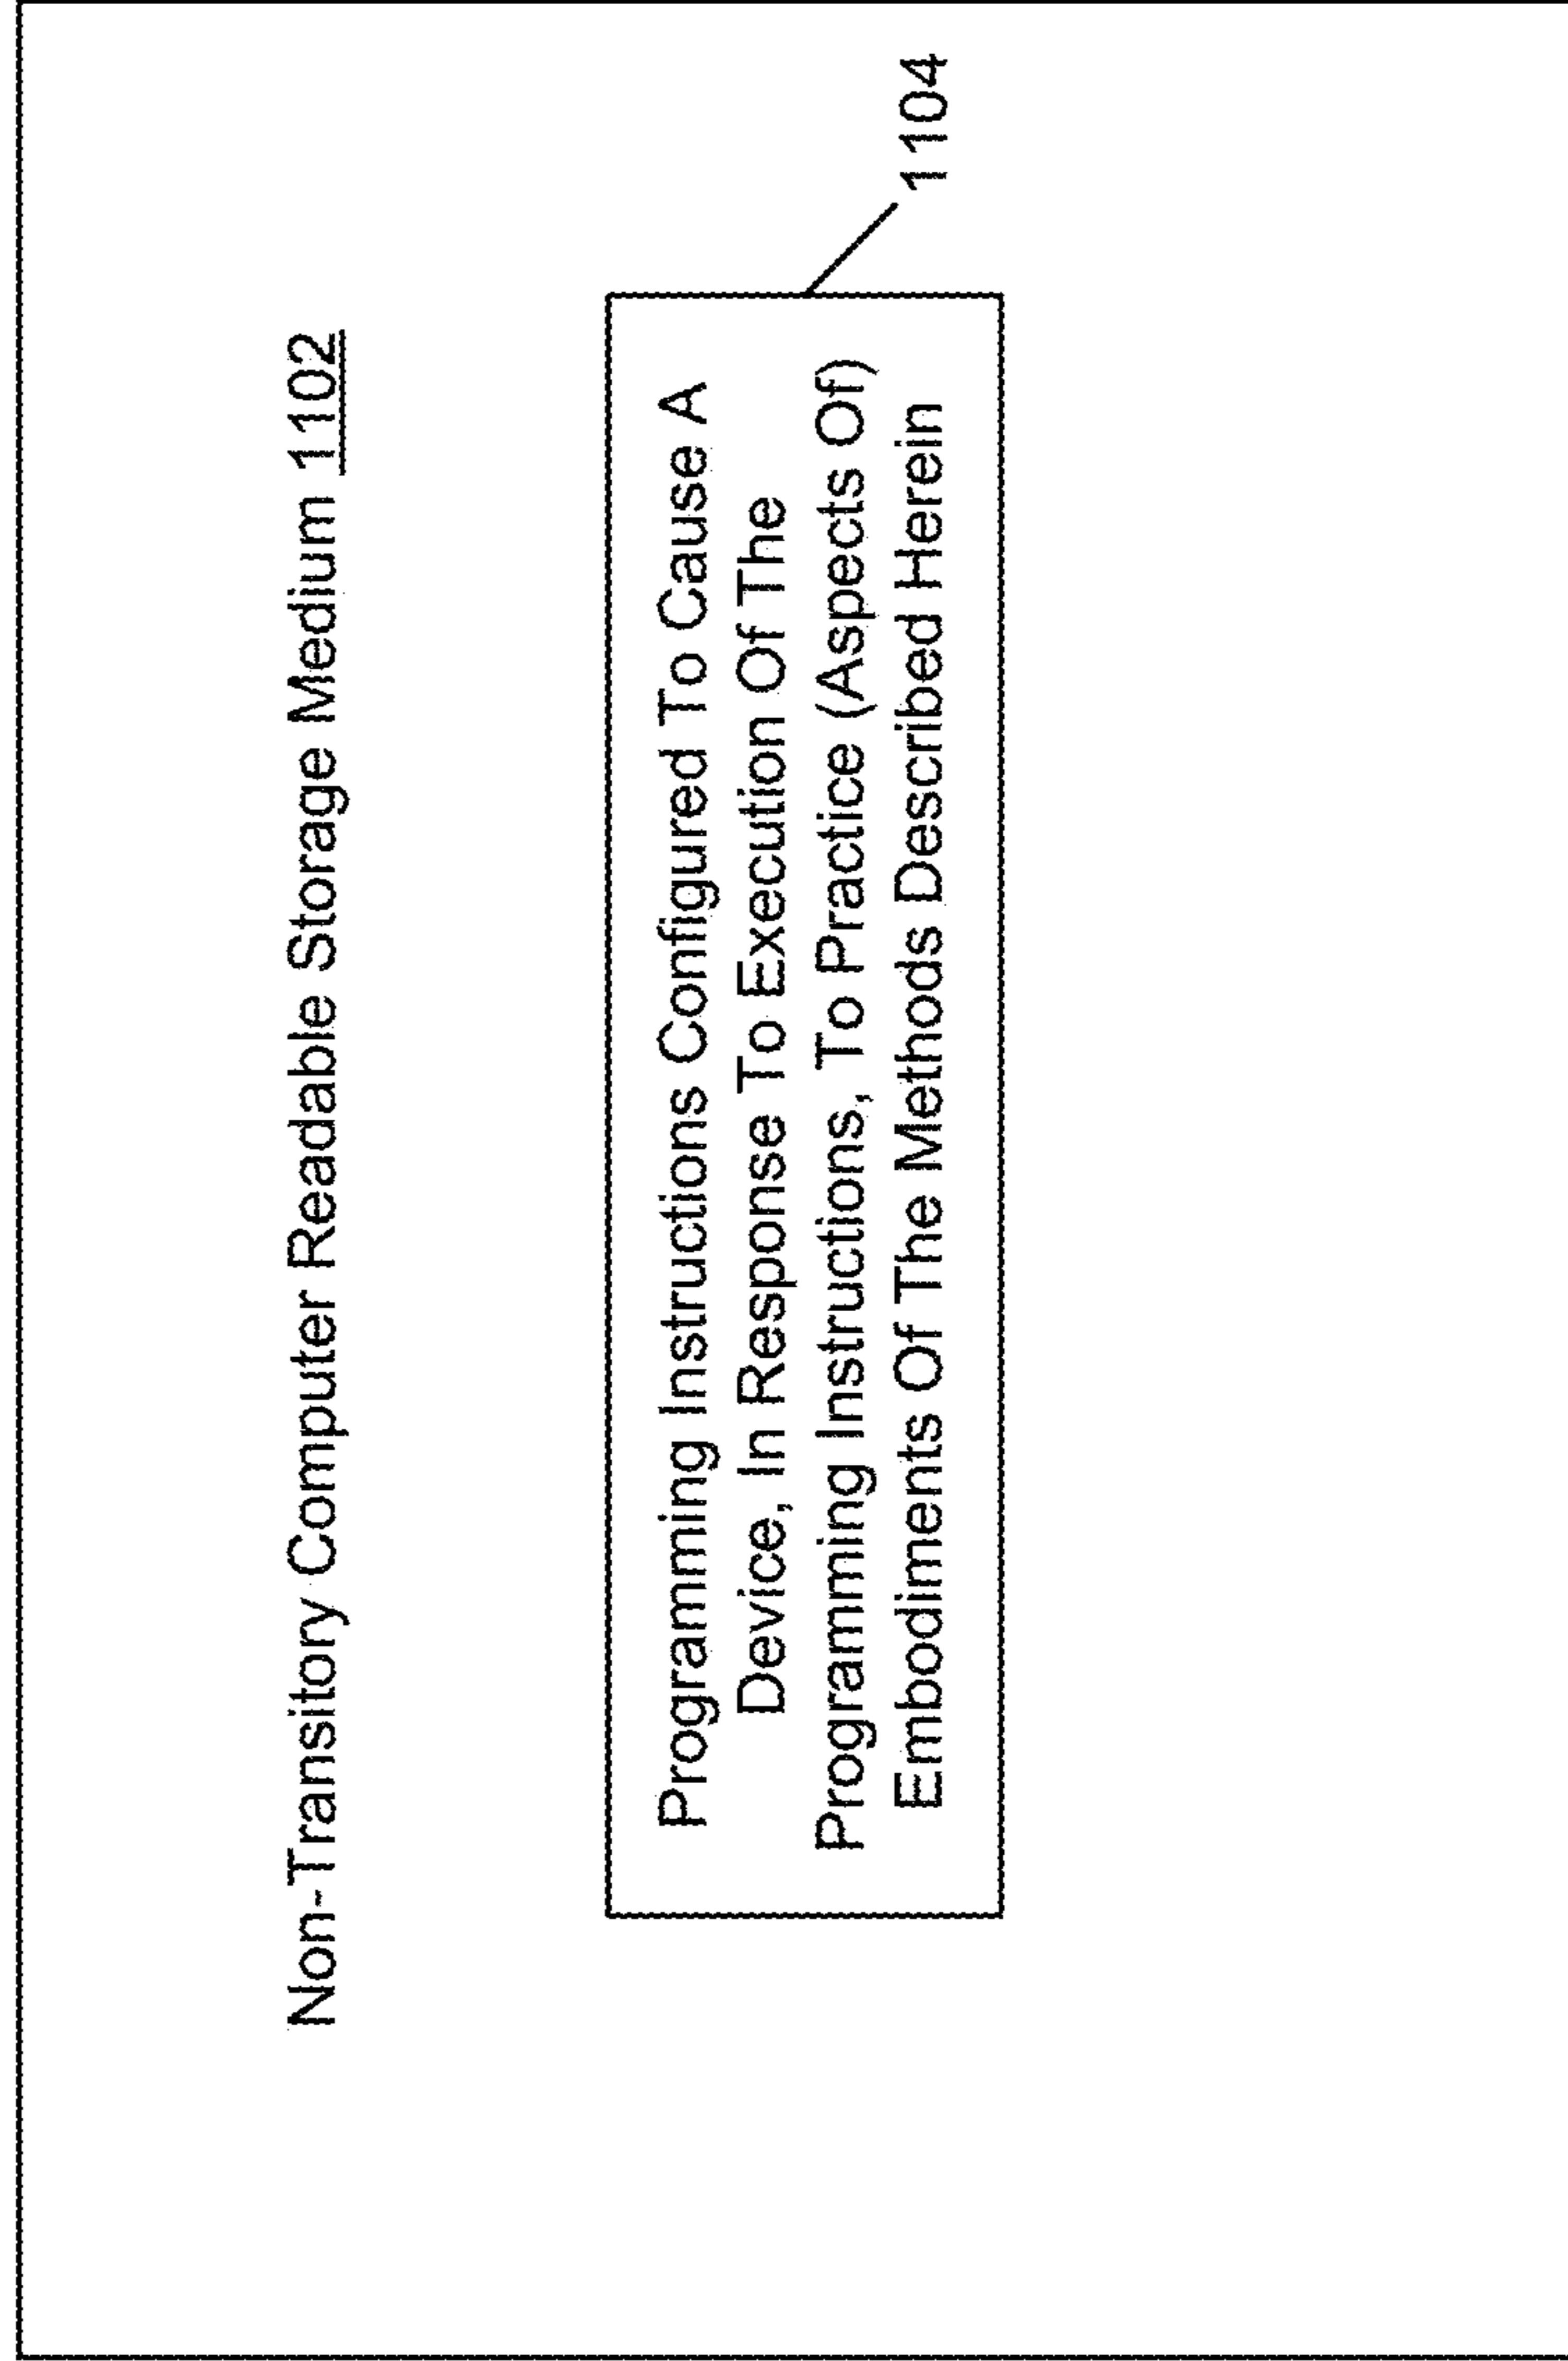 Non-Transitory Computer Readable Storage Medium 1102
Programming Instructions Configured To Cause A
Device, In Response To Execution Of The
Programming Instructions, To Practice (Aspects Of)
Embodiments Of The Methods Described Herein
1104